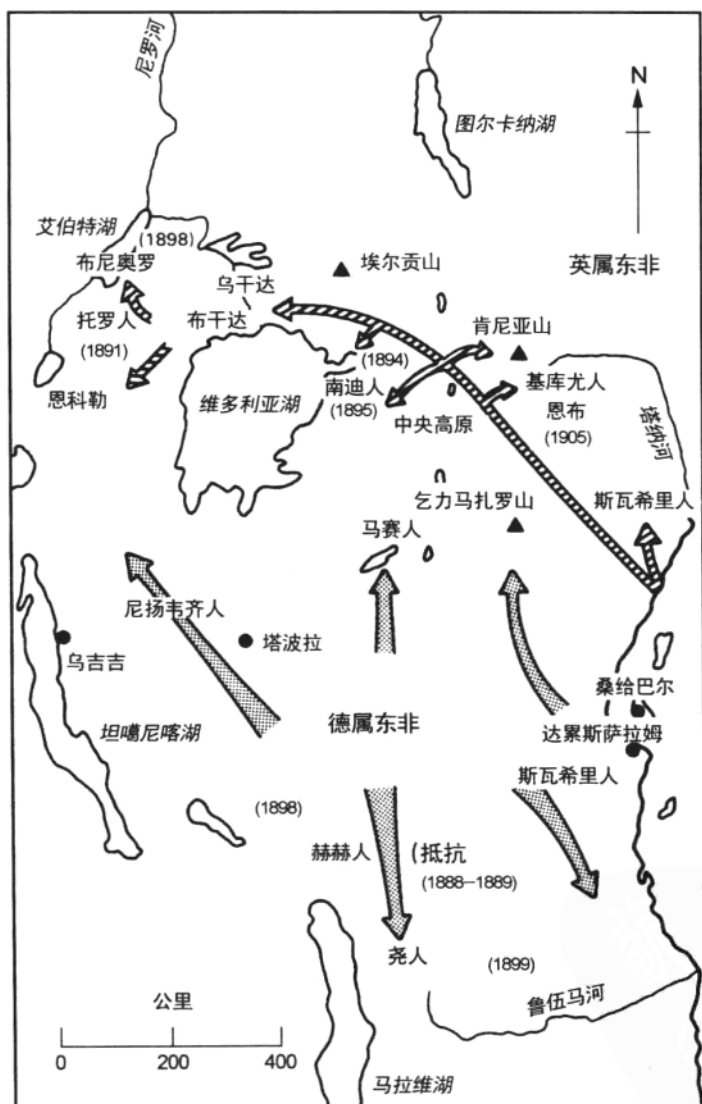 尼罗河
N
图尔卡纳湖
艾伯特湖
(1898)
布尼奥罗
乌干达
埃尔贡山
英属东非
托罗人
(1891)
布干达
肯尼亚山
(1894)
恩科勒
维多利亚湖
南迪人
(1895)
中央高原
基库尤人
恩布
(1905)
塔纳河
乞力马扎罗山
斯瓦希里人
马赛人
尼扬韦齐人
乌吉吉
塔波拉
桑给巴尔
坦噶尼喀湖
德属东非
达累斯萨拉姆
斯瓦希里人
(1898)
赫赫人
(抵抗
(1888—1889)
尧人
(1899)
鲁伍马河
公里
0 200 400
马拉维湖